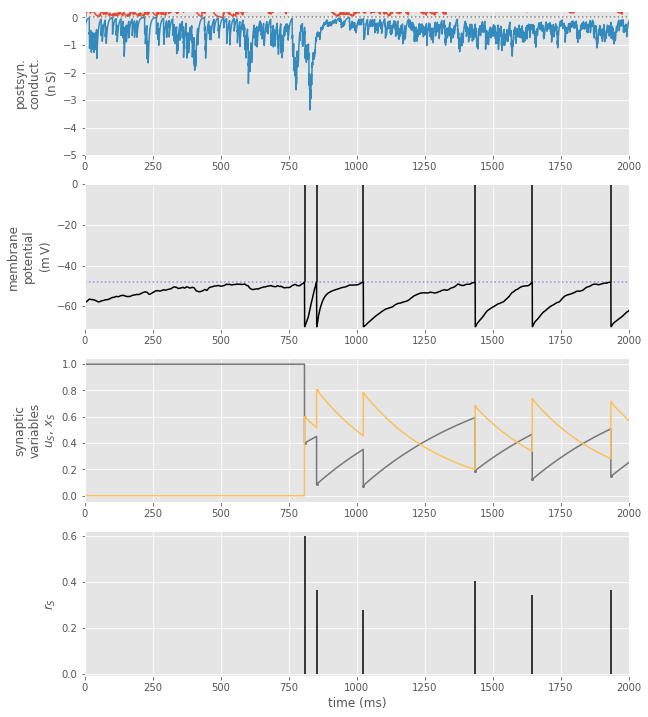 postsyn.
conduct.
(n S)
0
−1
−2
−3
−4
−5
0 250 500 750 1000 1250 1500 1750 2000
membrane
potential
(m V)
0
−20
−40
−60
0 250 500 750 1000 1250 1500 1750 2000
synaptic
variables
u_S, x_S
1.0
0.8
0.6
0.4
0.2
0.0
0 250 500 750 1000 1250 1500 1750 2000
r_S
0.6
0.4
0.2
0.0
0 250 500 750 1000 1250 1500 1750 2000
time (ms)